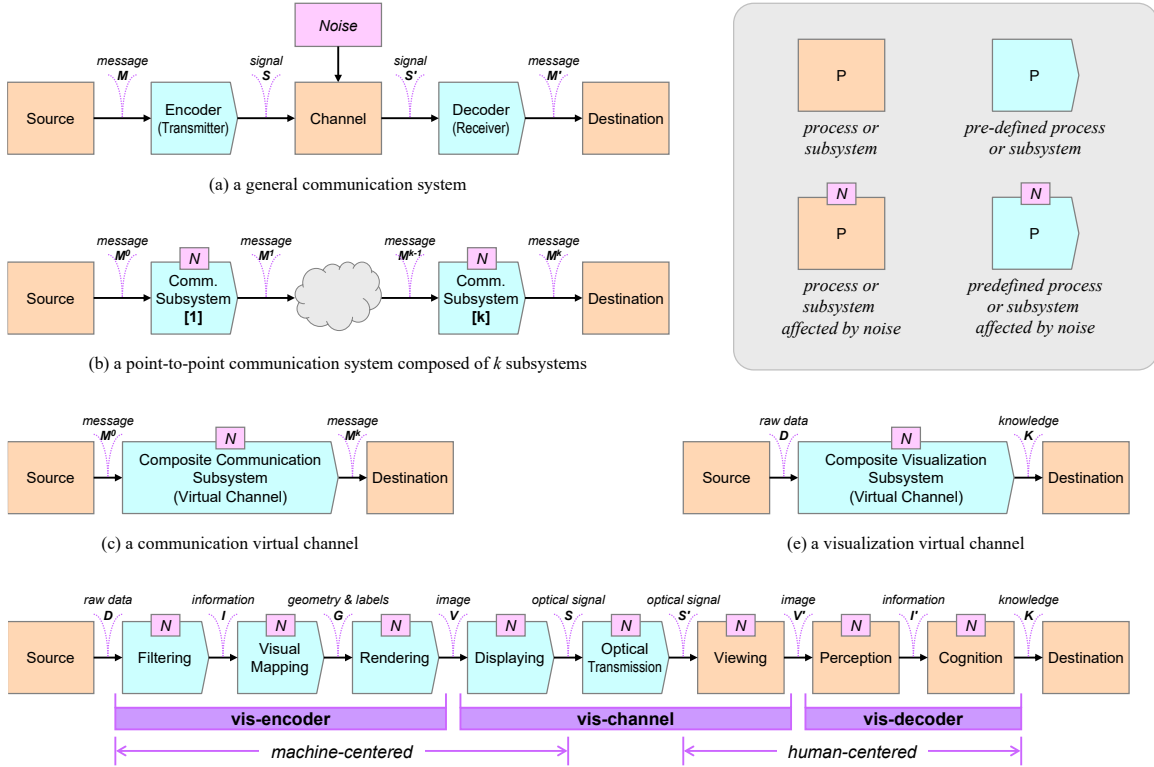 Noise
message
M
signal
S
signal
S'
message
M'
Source
Encoder
(Transmitter)
Channel
Decoder
(Receiver)
Destination
(a) a general communication system
P
process or
subsystem
P
pre-defined process
or subsystem
N
P
process or
subsystem
affected by noise
N
P
predefined process
or subsystem
affected by noise
message
M0
message
M1
message
Mk-1
message
Mk
Source
N
Comm.
Subsystem
[1]
N
Comm.
Subsystem
[k]
Destination
(b) a point-to-point communication system composed of k subsystems
message
M0
message
Mk
Source
N
Composite Communication
Subsystem
(Virtual Channel)
Destination
(c) a communication virtual channel
raw data
D
knowledge
K
Source
N
Composite Visualization
Subsystem
(Virtual Channel)
Destination
(e) a visualization virtual channel
raw data
D
information
I
geometry & labels
G
image
V
optical signal
S
optical signal
S'
image
V'
information
I'
knowledge
K
Source
N
Filtering
N
Visual
Mapping
N
Rendering
N
Displaying
N
Optical
Transmission
N
Viewing
N
Perception
N
Cognition
Destination
vis-encoder
vis-channel
vis-decoder
machine-centered
human-centered